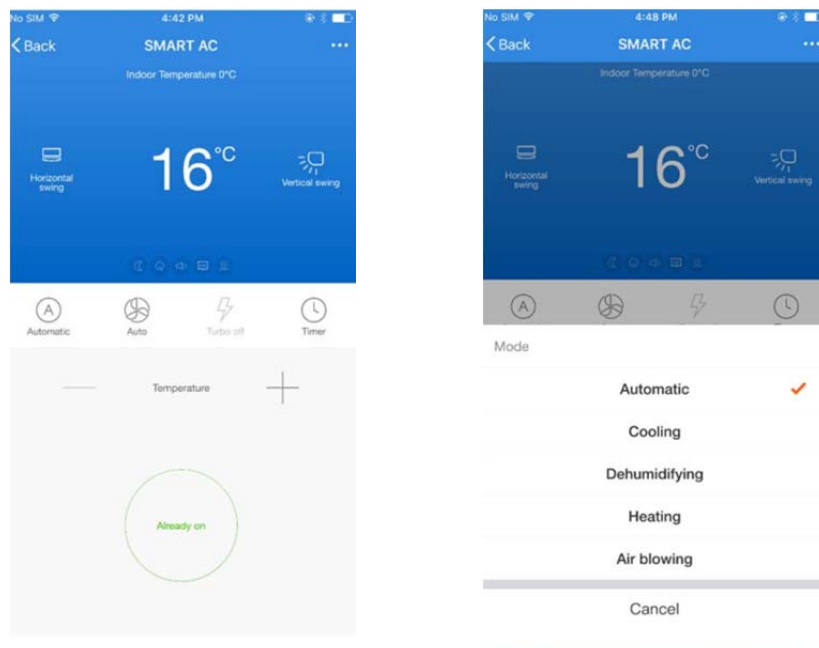 No SIM 4:42 PM
Back SMART AC
Indoor Temperature 0°C
16°C
Horizontal
swing
Vertical swing
A
Automatic Auto Turbo off Timer
Temperature
Already on
No SIM 4:48 PM
Back SMART AC
Indoor Temperature 0°C
16°C
Horizontal
swing
Vertical swing
A
Mode
Automatic
Cooling
Dehumidifying
Heating
Air blowing
Cancel